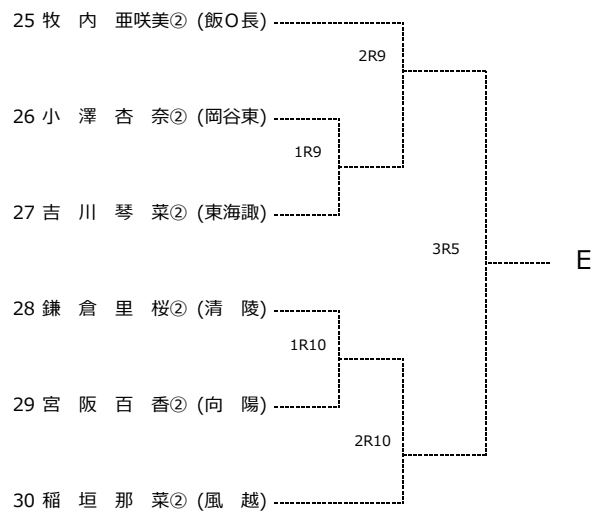 25 牧 内 亜咲美② (飯O長)
2R9
26 小 澤 杏 奈② (岡谷東)
1R9
27 吉 川 琴 菜② (東海諏)
3R5
E
28 鎌 倉 里 桜② (清 陵)
1R10
29 宮 阪 百 香② (向 陽)
2R10
30 稲 垣 那 菜② (風 越)